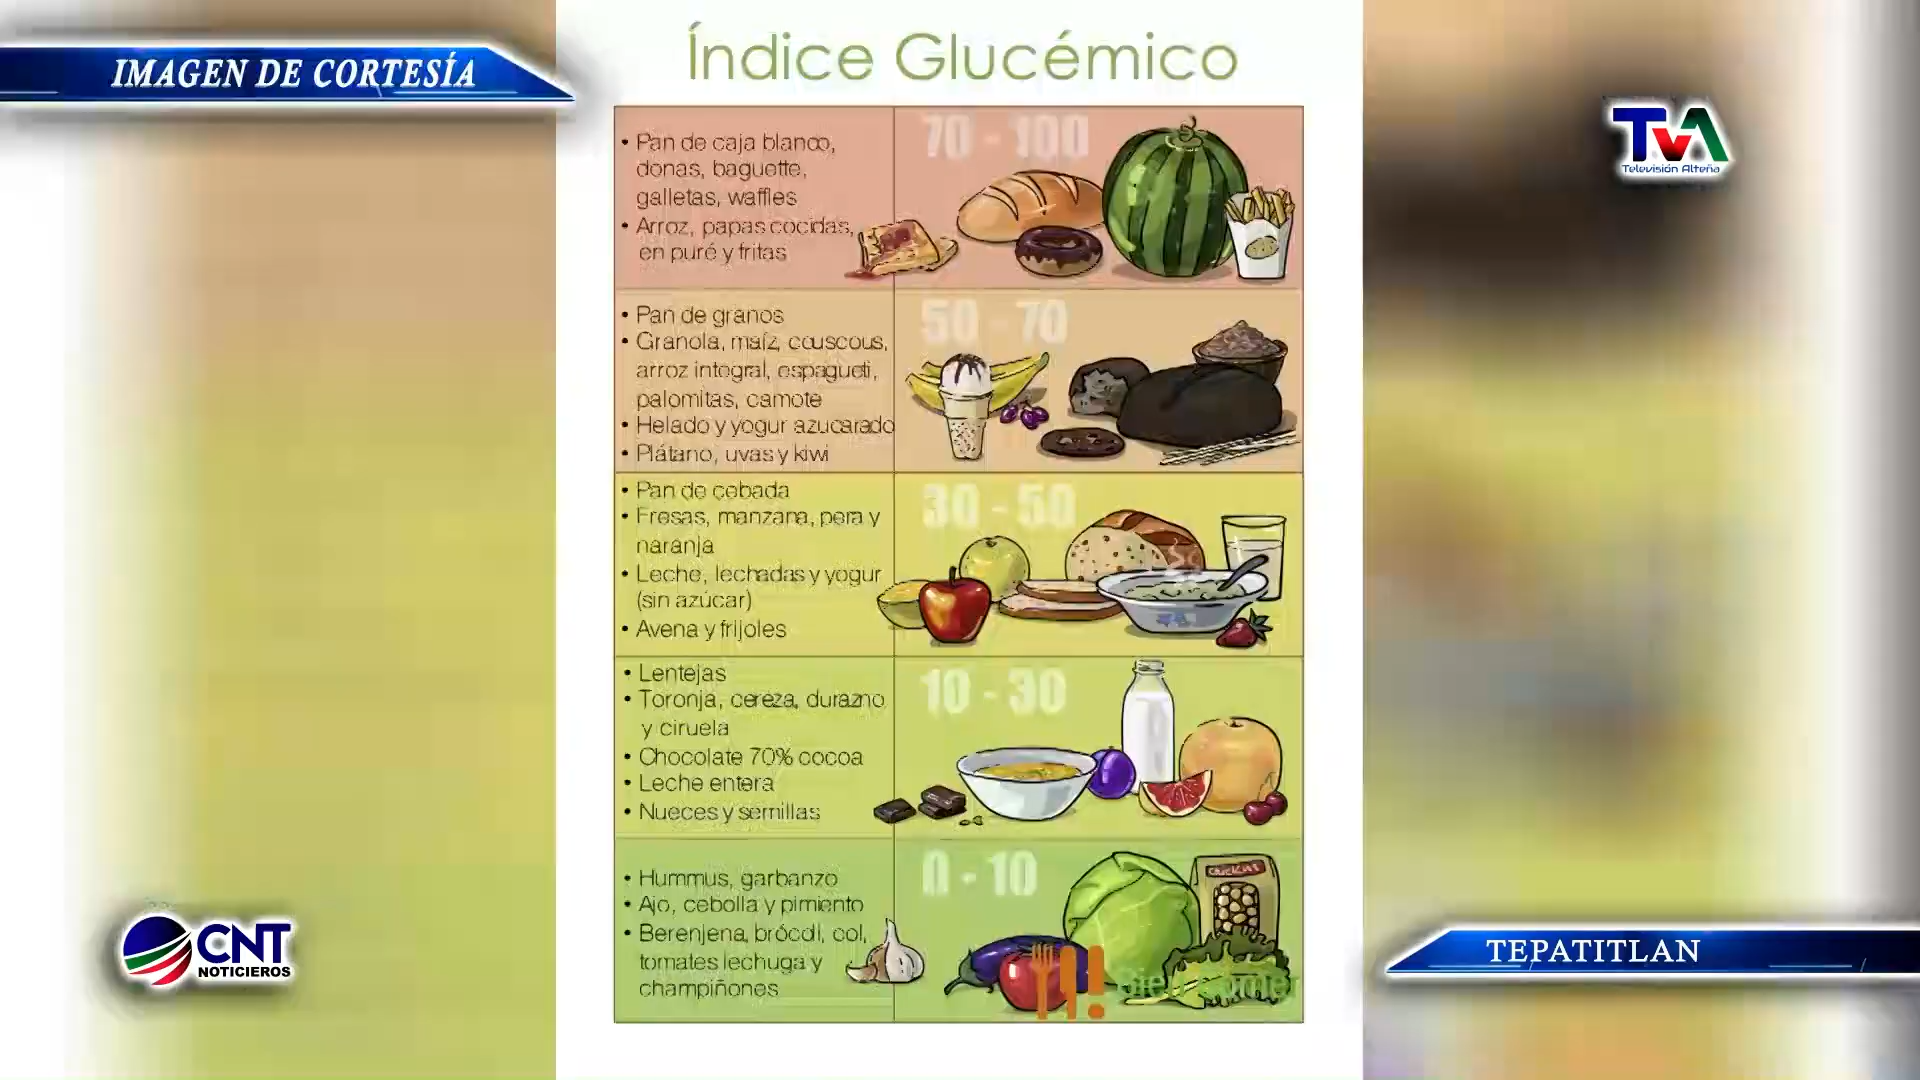 IMAGEN DE CORTESÍA
Índice Glucémico
TVA
Televisión Alteña
• Pan de caja blanco,
donas, baguette,
galletas, waffles
• Arroz, papas cocidas,
en puré y fritas
70 - 100
• Pan de granos
• Granola, maíz, couscous,
arroz integral, espagueti,
palomitas, camote
• Helado y yogur azucarado
• Plátano, uvas y kiwi
50 - 70
• Pan de cebada
• Fresas, manzana, pera y
naranja
• Leche, lechadas y yogur
(sin azúcar)
• Avena y frijoles
30 - 50
• Lentejas
• Toronja, cereza, durazno
y ciruela
• Chocolate 70% cocoa
• Leche entera
• Nueces y semillas
10 - 30
• Hummus, garbanzo
• Ajo, cebolla y pimiento
• Berenjena, brócoli, col,
tomates lechuga y
champiñones
0 - 10
Bien comer
CNT
NOTICIEROS
TEPATITLAN